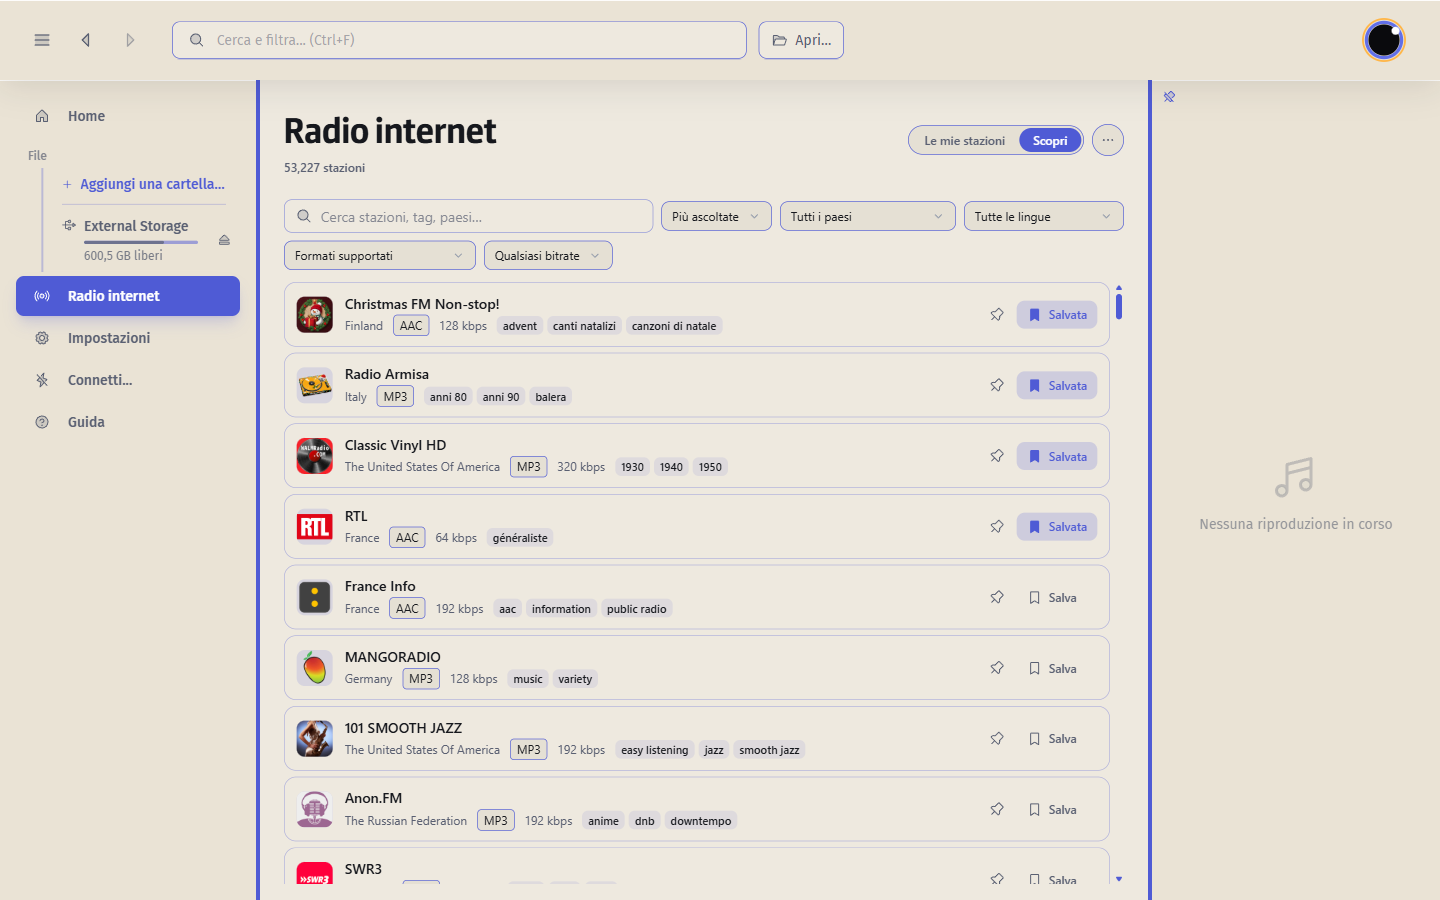 Cerca e filtra... (Ctrl+F)
Apri...
Home
File
+ Aggiungi una cartella...
External Storage
600,5 GB liberi
Radio internet
Impostazioni
Connetti...
Guida
Radio internet
53,227 stazioni
Le mie stazioni
Scopri
Cerca stazioni, tag, paesi...
Più ascoltate
Tutti i paesi
Tutte le lingue
Formati supportati
Qualsiasi bitrate
Christmas FM Non-stop!
Finland AAC 128 kbps advent canti natalizi canzoni di natale
Salvata
Radio Armisa
Italy MP3 anni 80 anni 90 balera
Salvata
Classic Vinyl HD
The United States Of America MP3 320 kbps 1930 1940 1950
Salvata
RTL
RTL
France AAC 64 kbps généraliste
Salvata
France Info
France AAC 192 kbps aac information public radio
Salva
MANGORADIO
Germany MP3 128 kbps music variety
Salva
101 SMOOTH JAZZ
The United States Of America MP3 192 kbps easy listening jazz smooth jazz
Salva
Anon.FM
The Russian Federation MP3 192 kbps anime dnb downtempo
Salva
»SWR3
SWR3
Salva
Nessuna riproduzione in corso